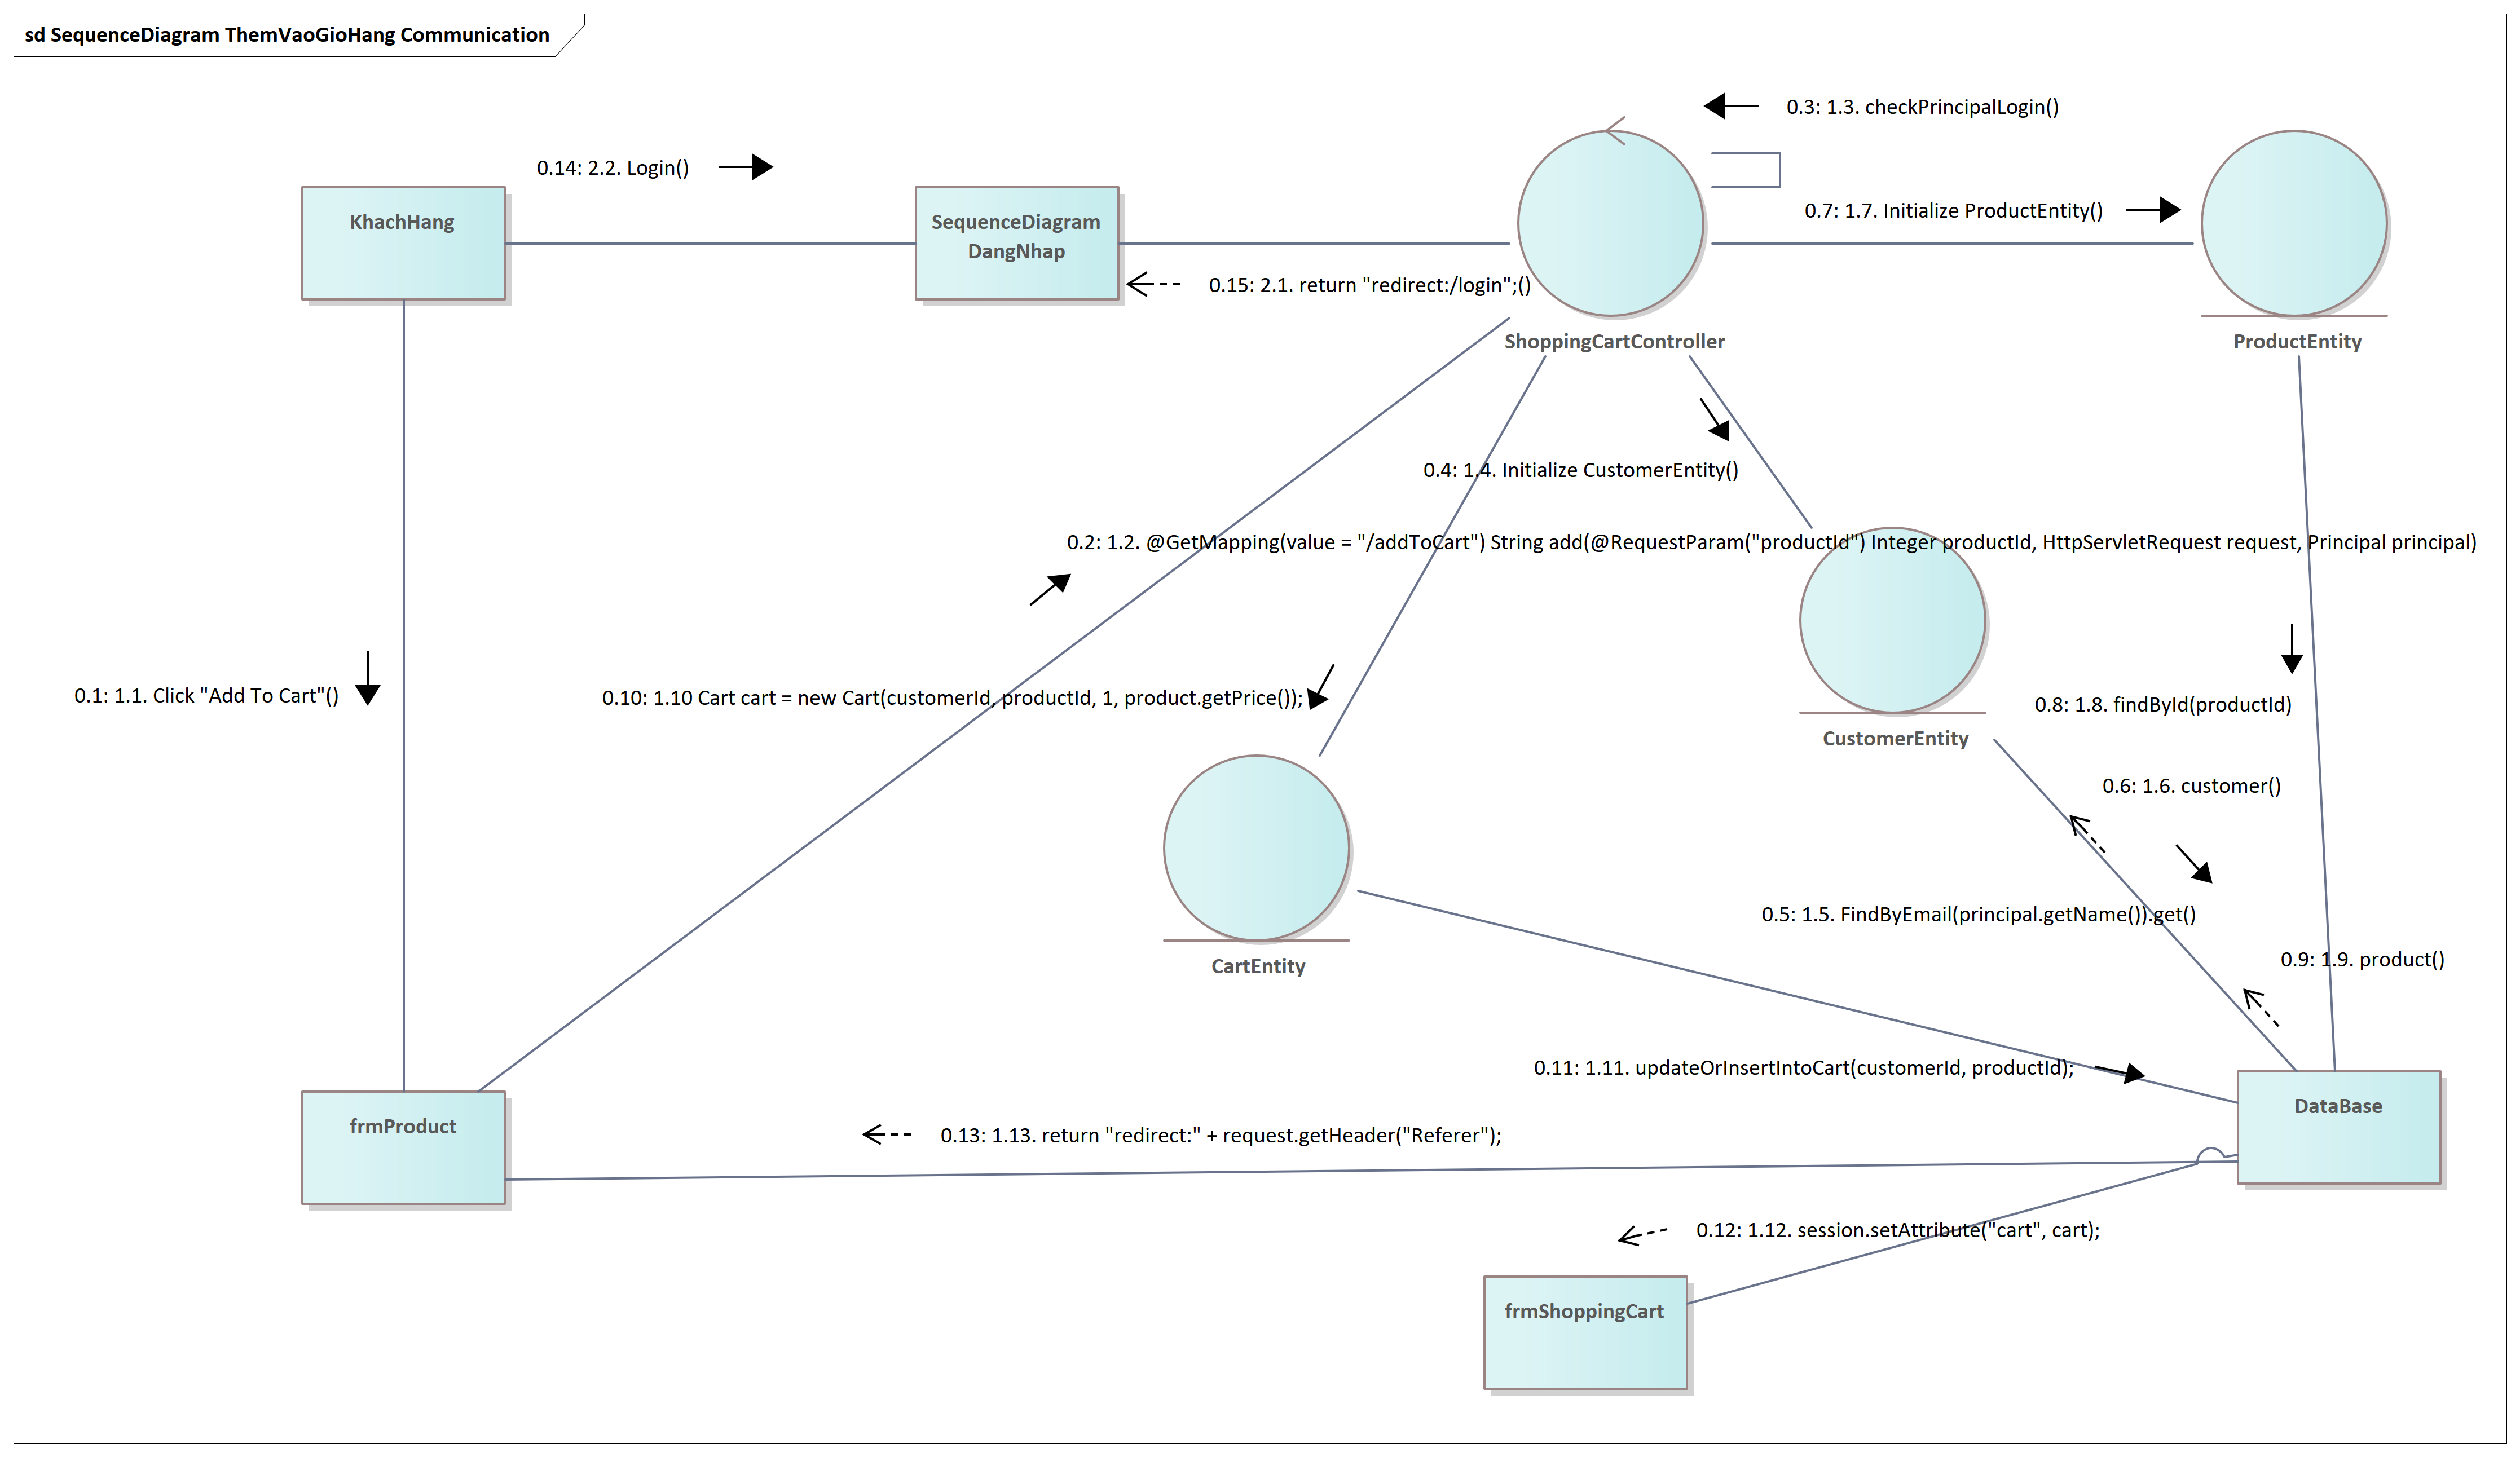 sd SequenceDiagram ThemVaoGioHang Communication
0.3: 1.3. checkPrincipalLogin()
0.14: 2.2. Login()
KhachHang
SequenceDiagram
DangNhap
0.7: 1.7. Initialize ProductEntity()
0.15: 2.1. return "redirect:/login";()
ShoppingCartController
ProductEntity
0.4: 1.4. Initialize CustomerEntity()
0.2: 1.2. @GetMapping(value = "/addToCart") String add(@RequestParam("productId") Integer productId, HttpServletRequest request, Principal principal)
0.1: 1.1. Click "Add To Cart"()
0.10: 1.10 Cart cart = new Cart(customerId, productId, 1, product.getPrice());
0.8: 1.8. findById(productId)
CustomerEntity
0.6: 1.6. customer()
0.5: 1.5. FindByEmail(principal.getName()).get()
CartEntity
0.9: 1.9. product()
0.11: 1.11. updateOrInsertIntoCart(customerId, productId);
DataBase
frmProduct
0.13: 1.13. return "redirect:" + request.getHeader("Referer");
0.12: 1.12. session.setAttribute("cart", cart);
frmShoppingCart